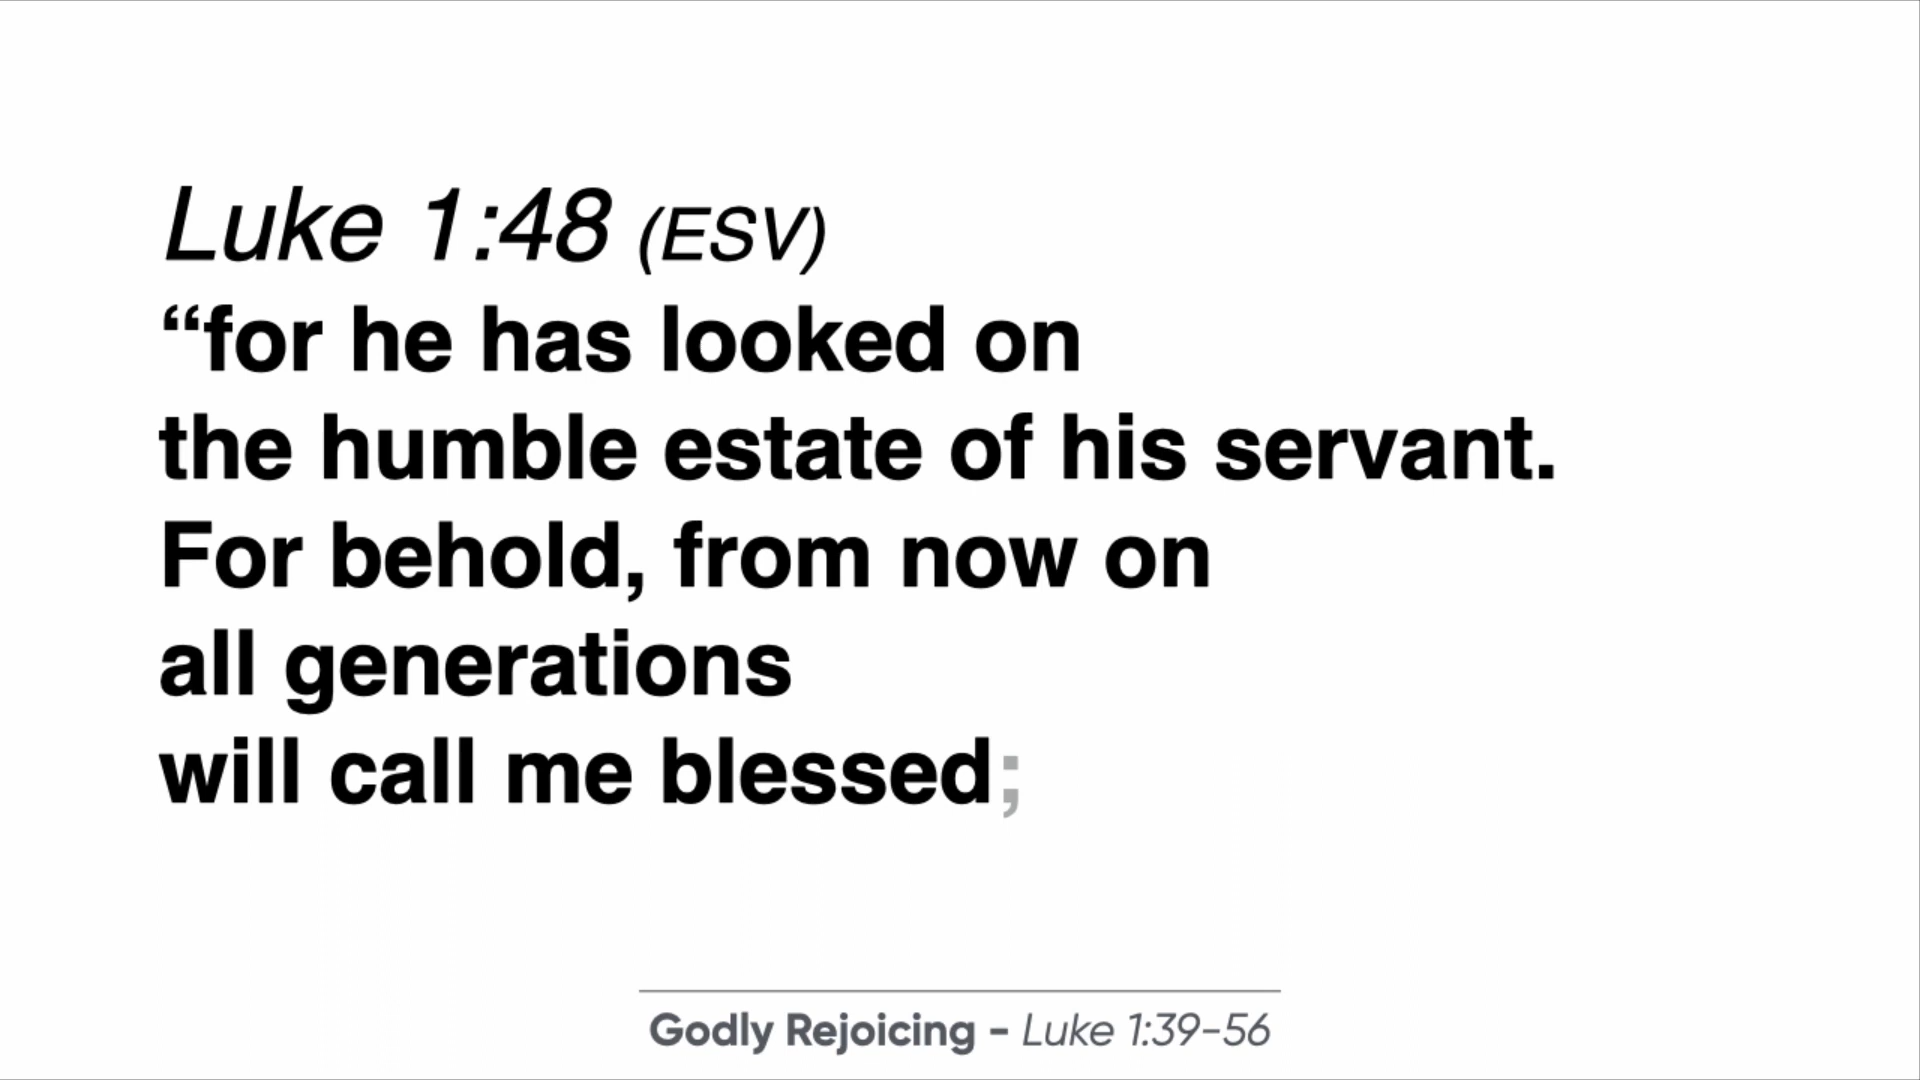 Luke 1:48 (ESV)
“for he has looked on
the humble estate of his servant.
For behold, from now on
all generations
will call me blessed;
Godly Rejoicing - Luke 1:39-56